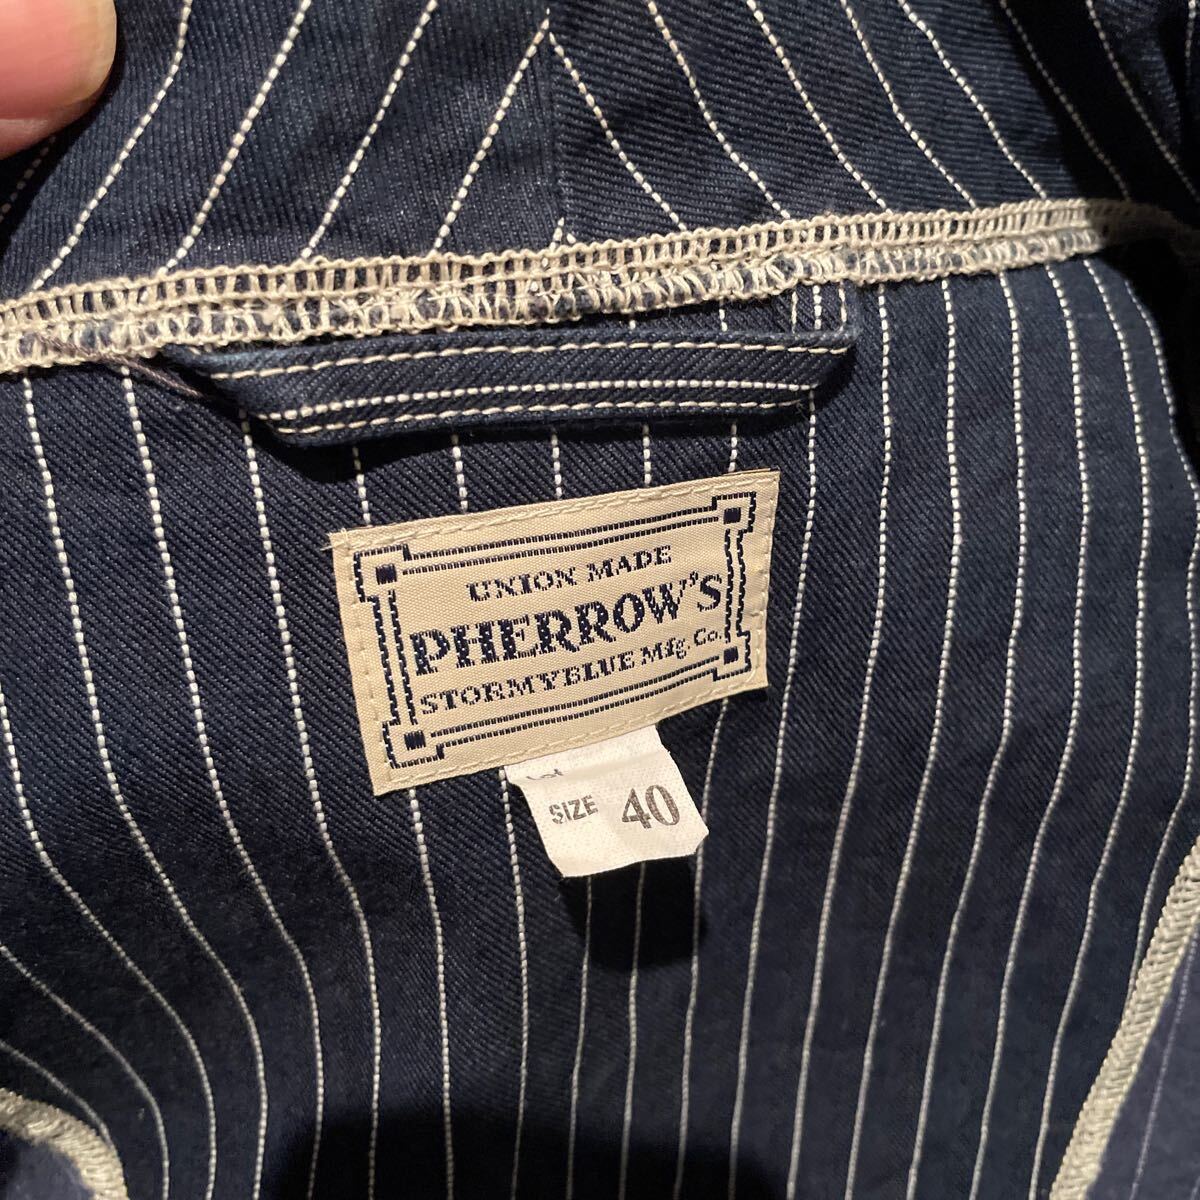 UNION MADE
PHERROW'S
STORMYBLUE Mfg. Co.
SIZE 40